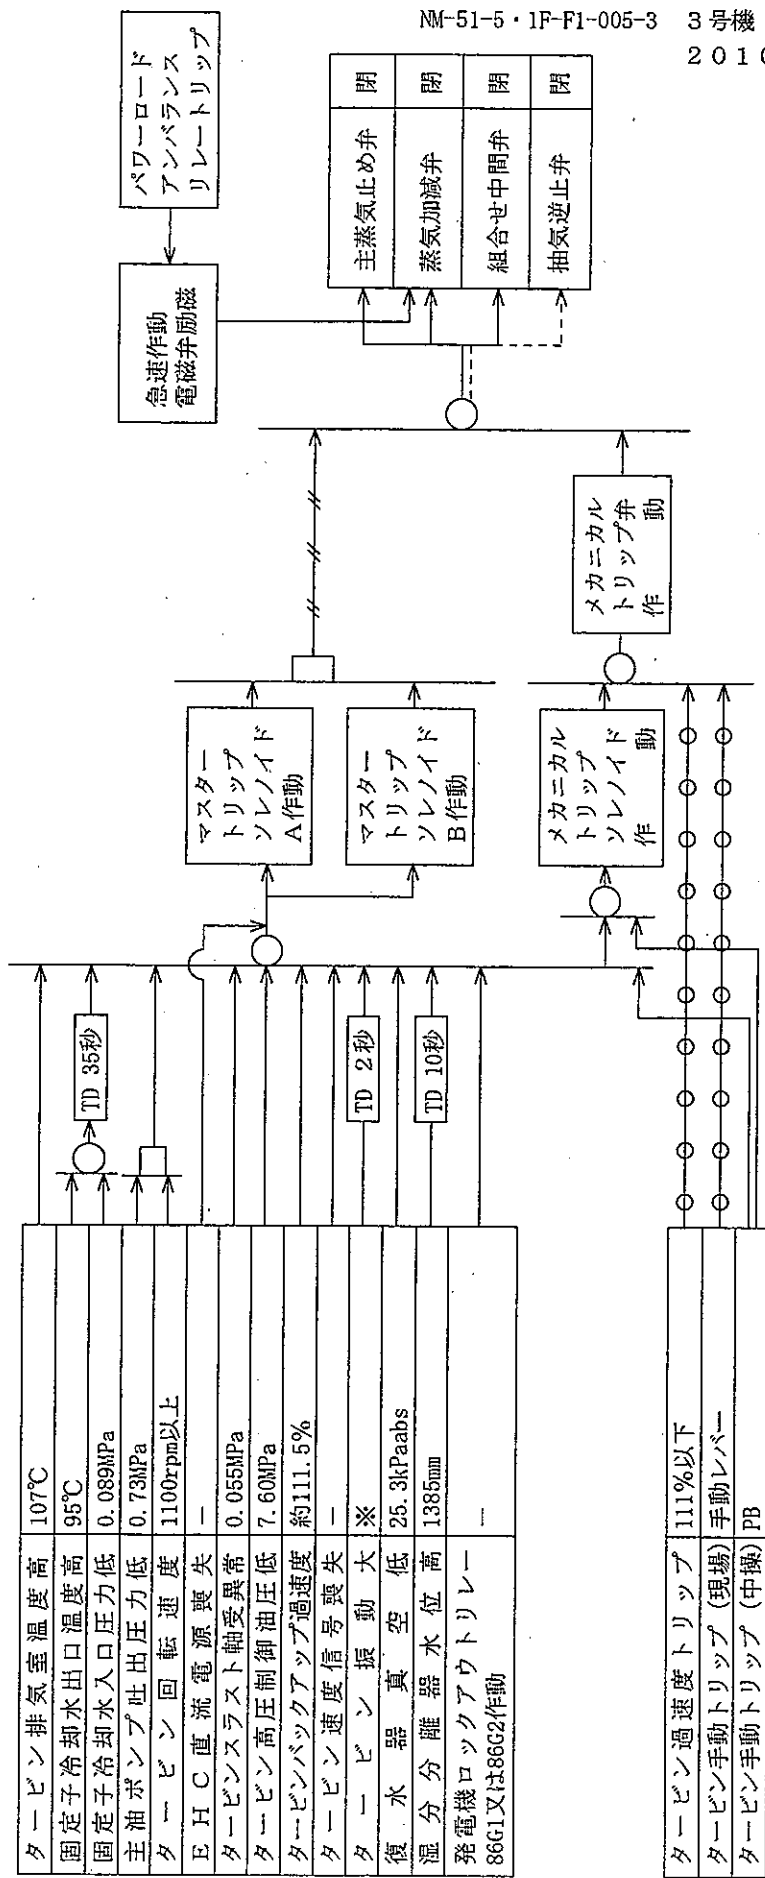 NM-51-5・1F-F1-005-3 3号機
2010
タービン排気室温度高 107℃
固定子冷却水出口温度高 95℃
固定子冷却水入口圧力低 0.089MPa
主油ポンプ吐出圧力低 0.73MPa
タービン回転速度 1100rpm以上
EHC直流電源喪失 －
タービンスラスト軸受異常 0.055MPa
タービン高圧制御油圧低 7.60MPa
タービンバックアップ過速度 約111.5%
タービン速度信号喪失 －
タービン振動大 ※
復水器真空低 25.3kPaabs
湿分分離器水位高 1385mm
発電機ロックアウトリレー －
86G1又は86G2作動
タービン過速度トリップ 111%以下
タービン手動トリップ (現場) 手動レバー
タービン手動トリップ (中操) PB
TD 35秒
TD 2秒
TD 10秒
マスター
トリップ
ソレノイド
A作動
マスター
トリップ
ソレノイド
B作動
メカニカル
トリップ
ソレノイド
作動
メカニカル
トリップ弁
作動
急速作動
電磁弁励磁
パワーロード
アンバランス
リレートリップ
主蒸気止め弁 閉
蒸気加減弁 閉
組合せ中間弁 閉
抽気逆止弁 閉